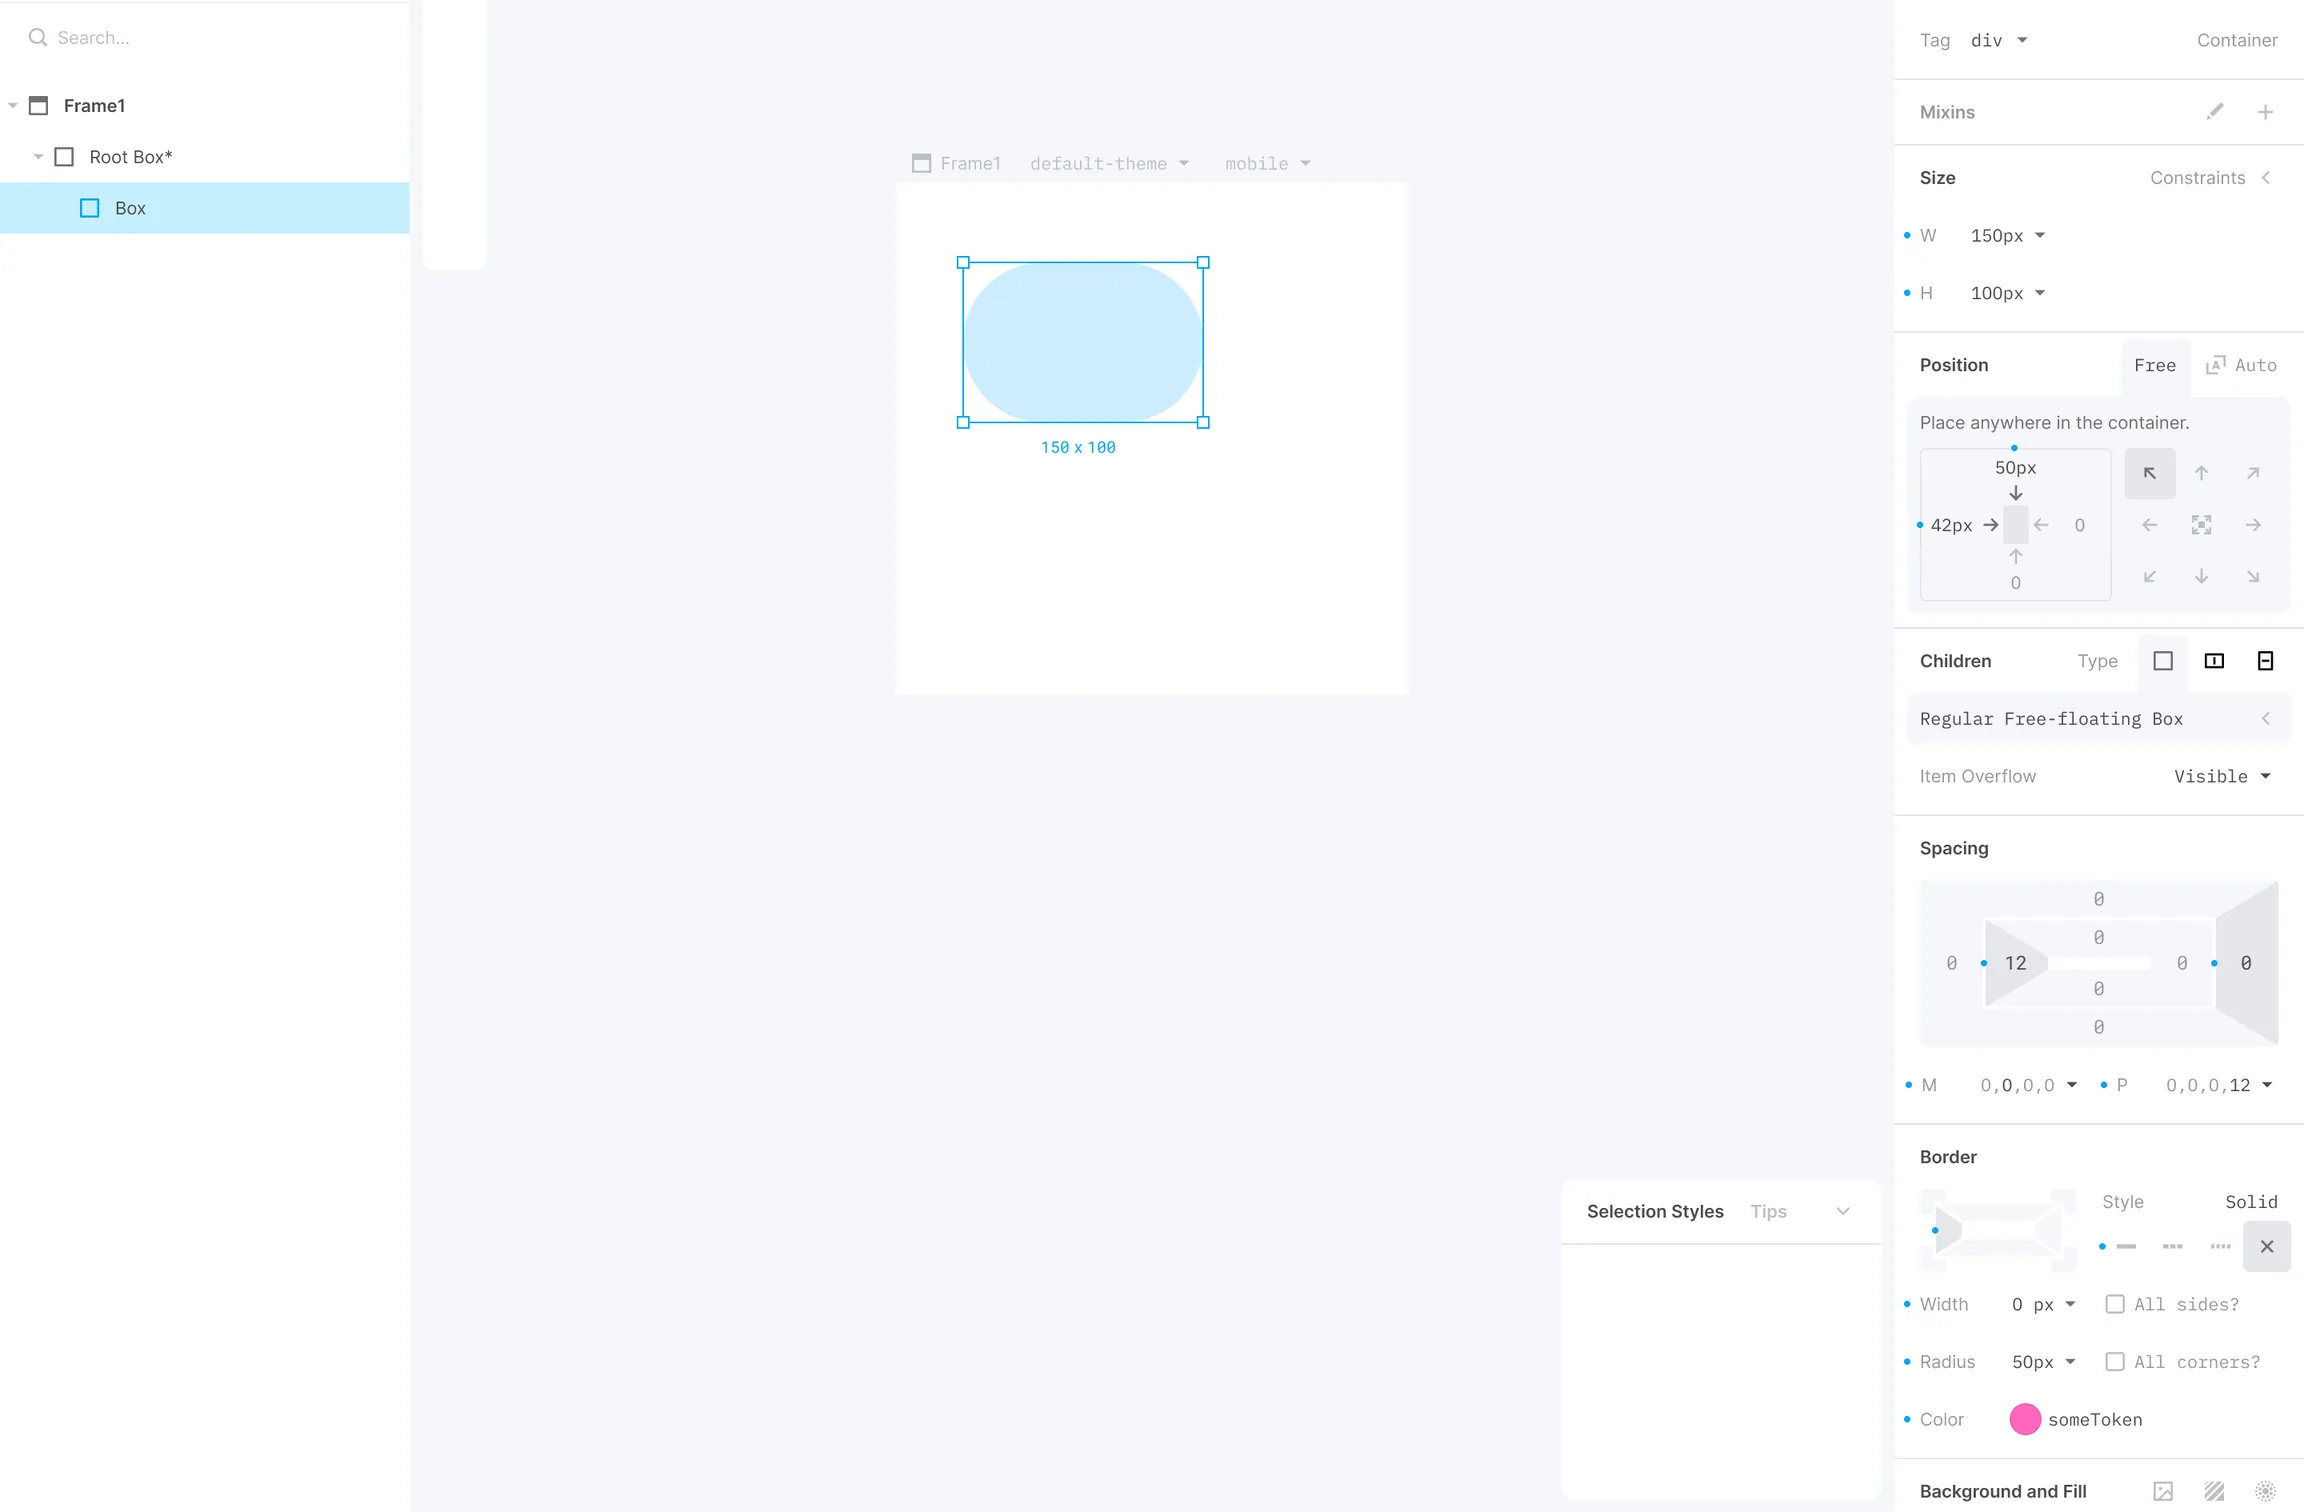 Search...
Frame1
Root Box*
Box
Frame1 default-theme mobile
150 x 100
Selection Styles Tips
Tag div Container
Mixins
Size Constraints
W 150px
H 100px
Position Free Auto
Place anywhere in the container.
50px
42px 0
0
Children Type
Regular Free-floating Box
Item Overflow Visible
Spacing
0
0
0 12 0 0
0
0
M 0,0,0,0 P 0,0,0,12
Border
Style Solid
Width 0 px All sides?
Radius 50px All corners?
Color someToken
Background and Fill